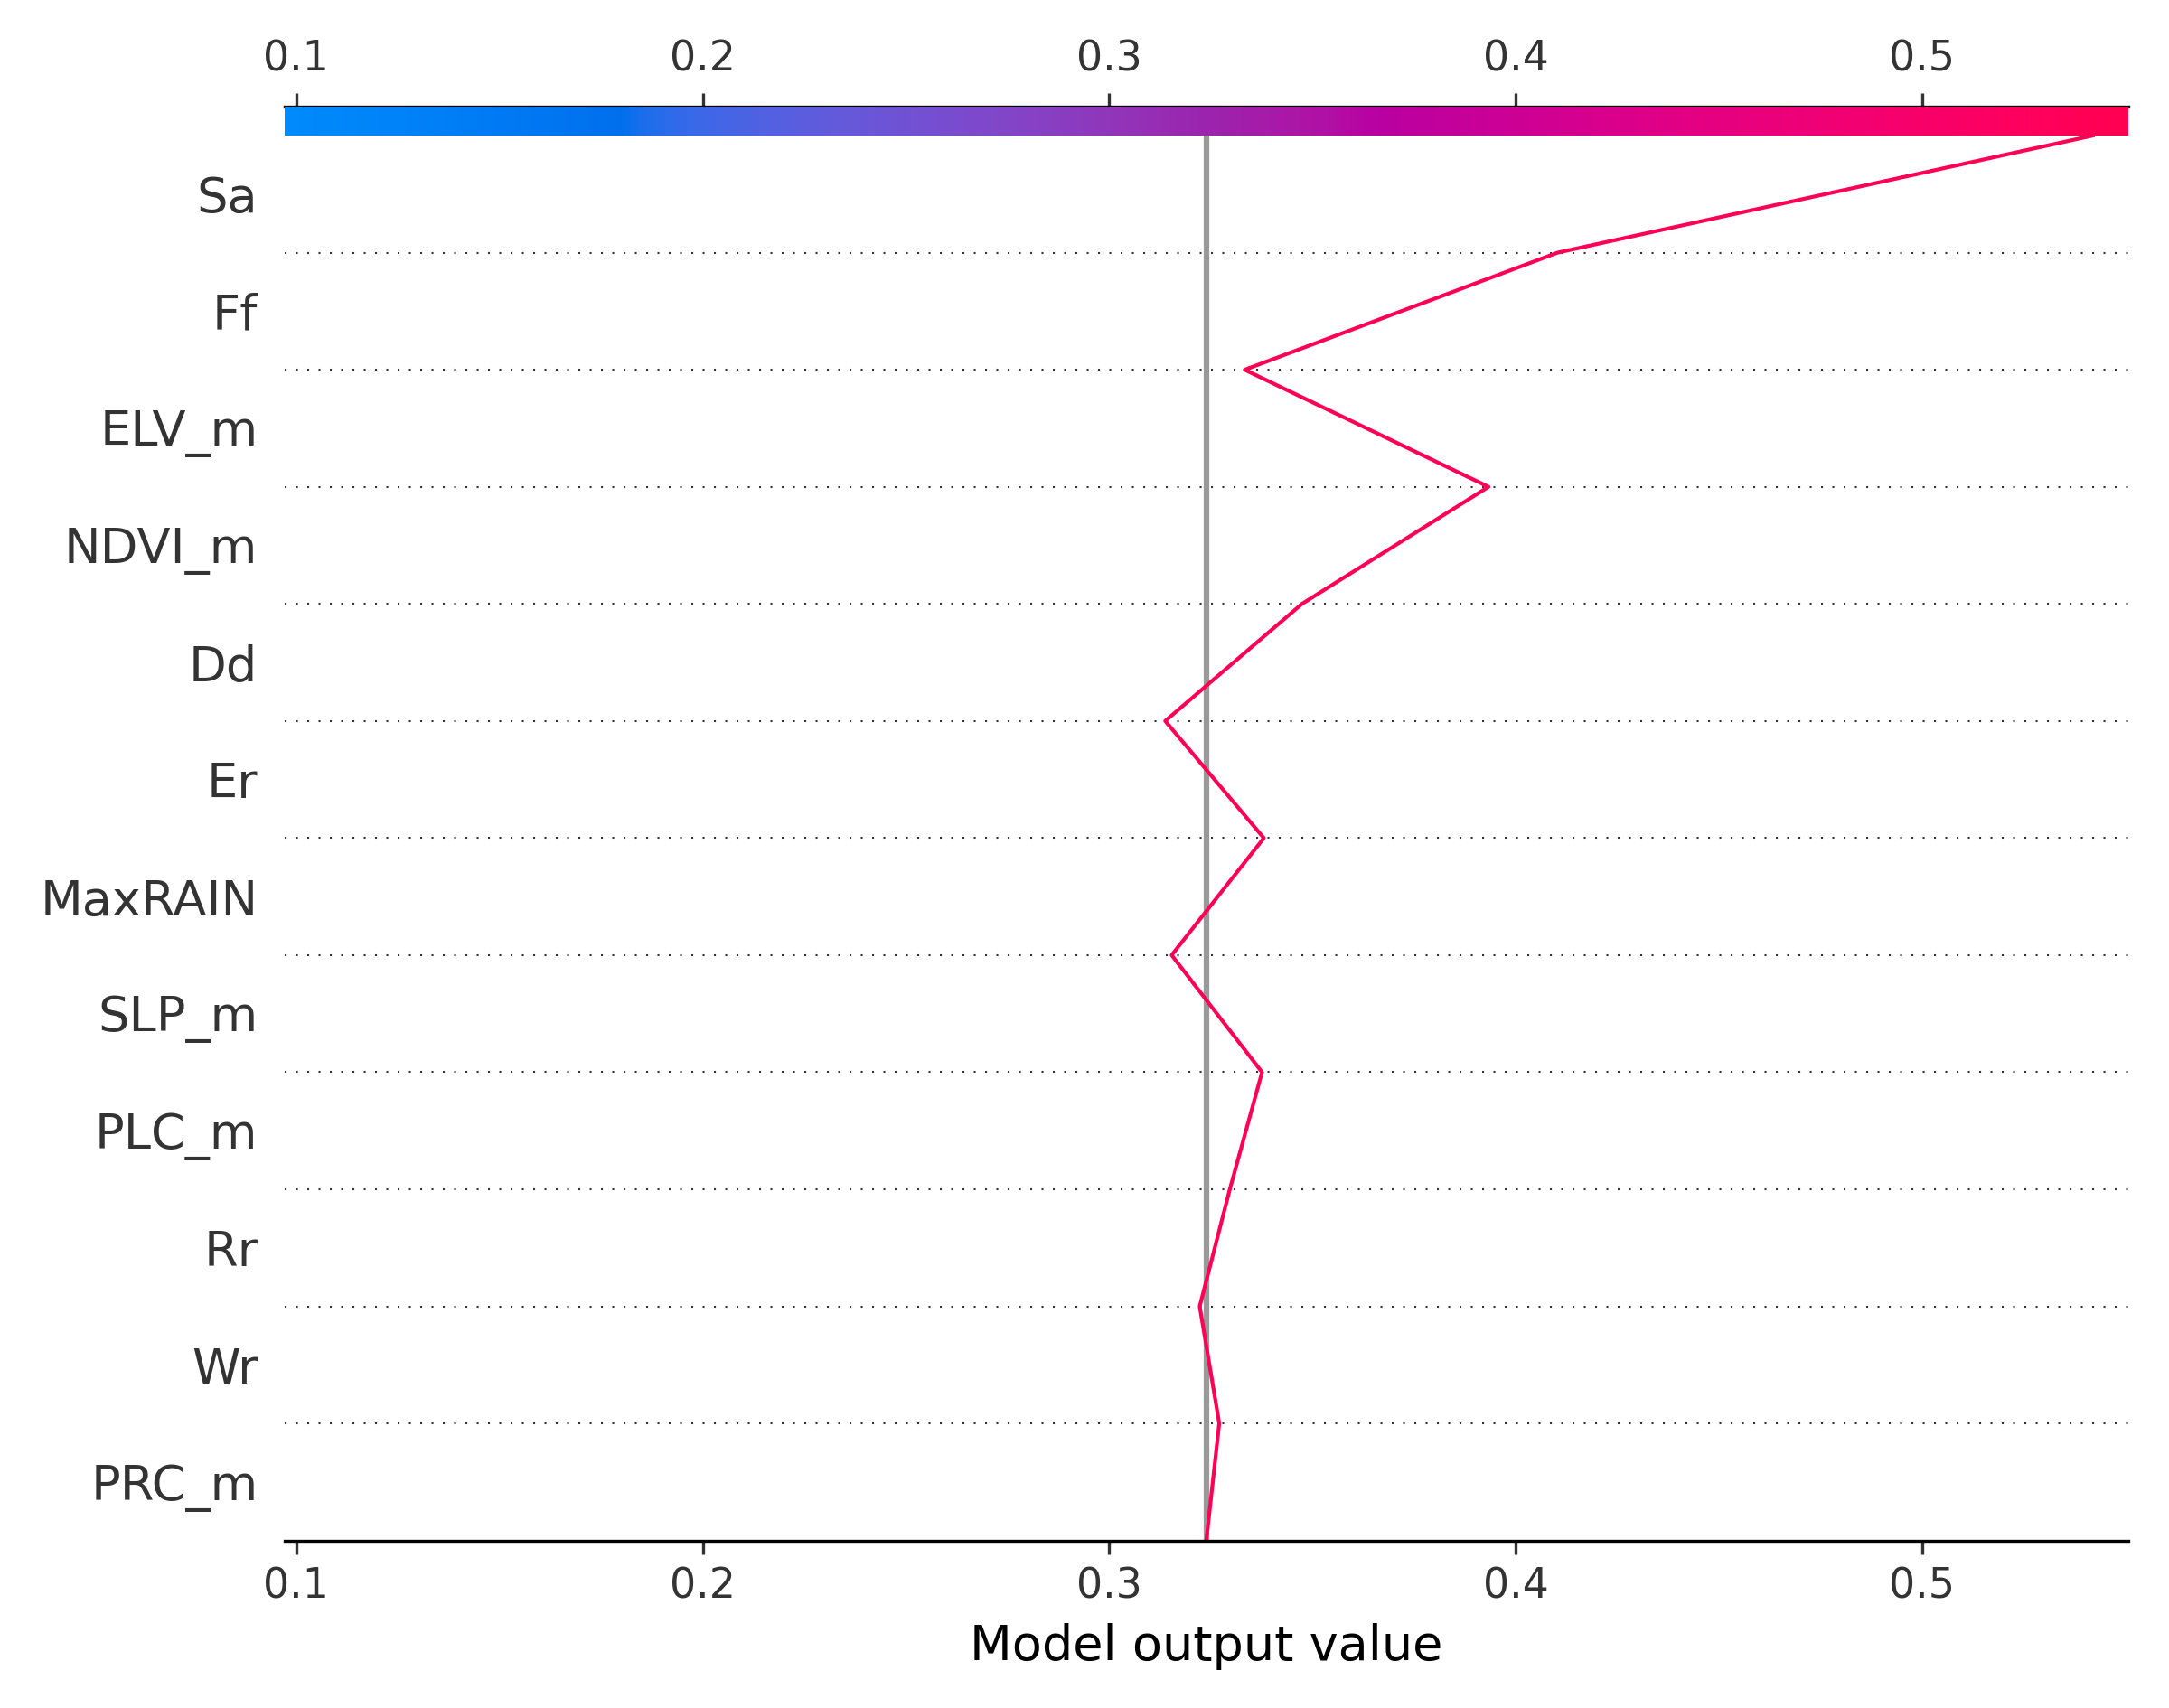 0.1 0.2 0.3 0.4 0.5
Sa
Ff
ELV_m
NDVI_m
Dd
Er
MaxRAIN
SLP_m
PLC_m
Rr
Wr
PRC_m
0.1 0.2 0.3 0.4 0.5
Model output value